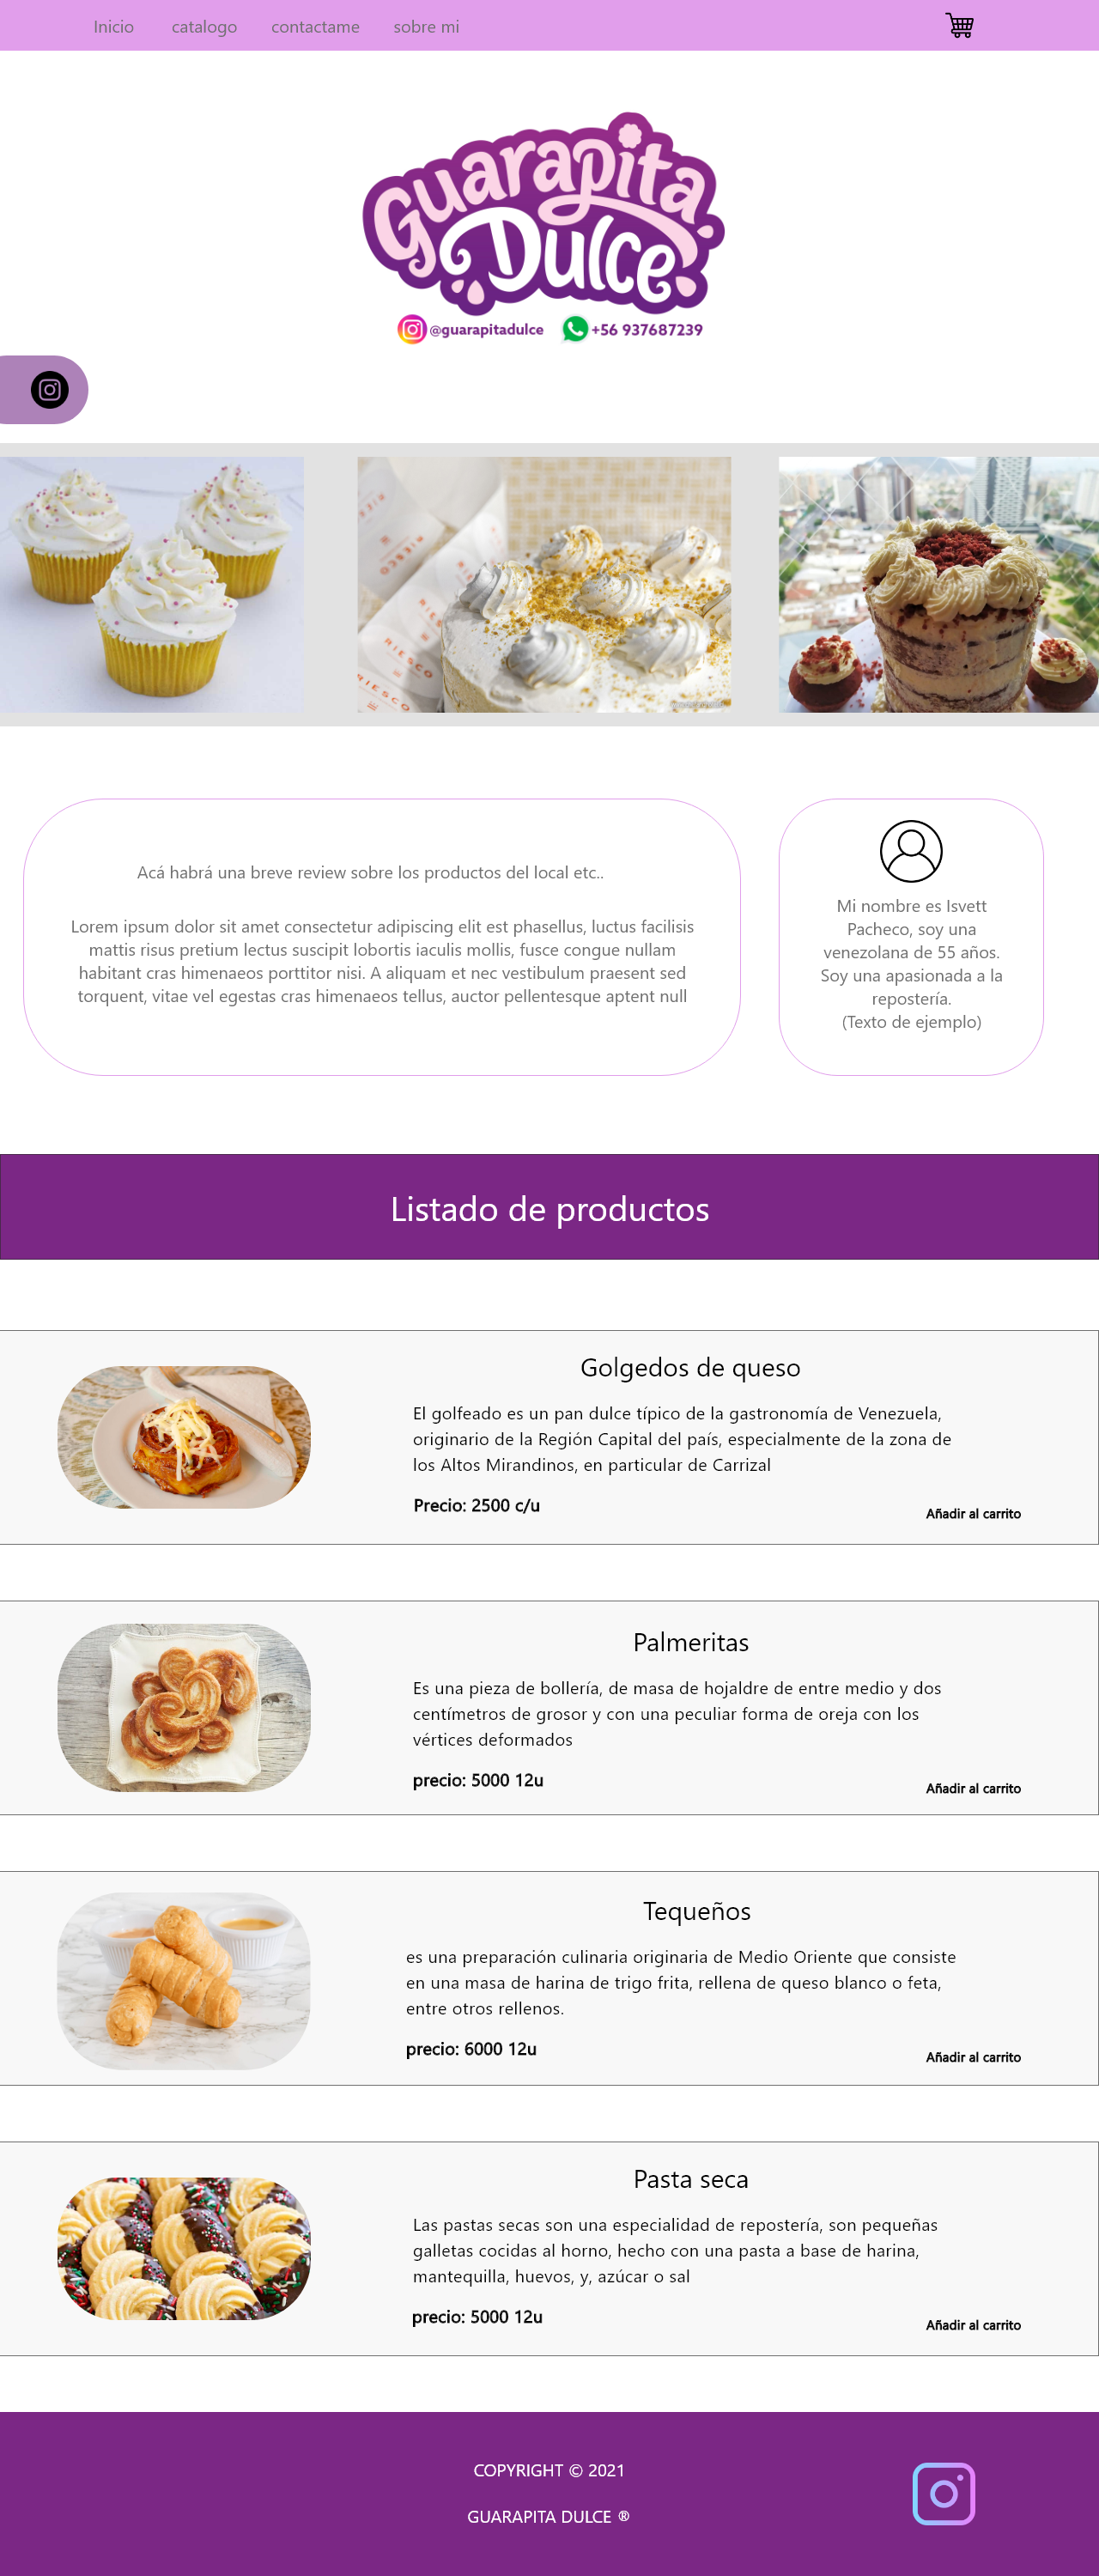 Inicio catalogo contactame sobre mi
Guarapita
Dulce
@guarapitadulce +56 937687239
RIESCO
RIESCO
Acá habrá una breve review sobre los productos del local etc..
Lorem ipsum dolor sit amet consectetur adipiscing elit est phasellus, luctus facilisis
mattis risus pretium lectus suscipit lobortis iaculis mollis, fusce congue nullam
habitant cras himenaeos porttitor nisi. A aliquam et nec vestibulum praesent sed
torquent, vitae vel egestas cras himenaeos tellus, auctor pellentesque aptent null
Mi nombre es Isvett
Pacheco, soy una
venezolana de 55 años.
Soy una apasionada a la
repostería.
(Texto de ejemplo)
Listado de productos
Golgedos de queso
El golfeado es un pan dulce típico de la gastronomía de Venezuela,
originario de la Región Capital del país, especialmente de la zona de
los Altos Mirandinos, en particular de Carrizal
Precio: 2500 c/u
Añadir al carrito
Palmeritas
Es una pieza de bollería, de masa de hojaldre de entre medio y dos
centímetros de grosor y con una peculiar forma de oreja con los
vértices deformados
precio: 5000 12u
Añadir al carrito
Tequeños
es una preparación culinaria originaria de Medio Oriente que consiste
en una masa de harina de trigo frita, rellena de queso blanco o feta,
entre otros rellenos.
precio: 6000 12u
Añadir al carrito
Pasta seca
Las pastas secas son una especialidad de repostería, son pequeñas
galletas cocidas al horno, hecho con una pasta a base de harina,
mantequilla, huevos, y, azúcar o sal
precio: 5000 12u
Añadir al carrito
COPYRIGHT © 2021
GUARAPITA DULCE ®